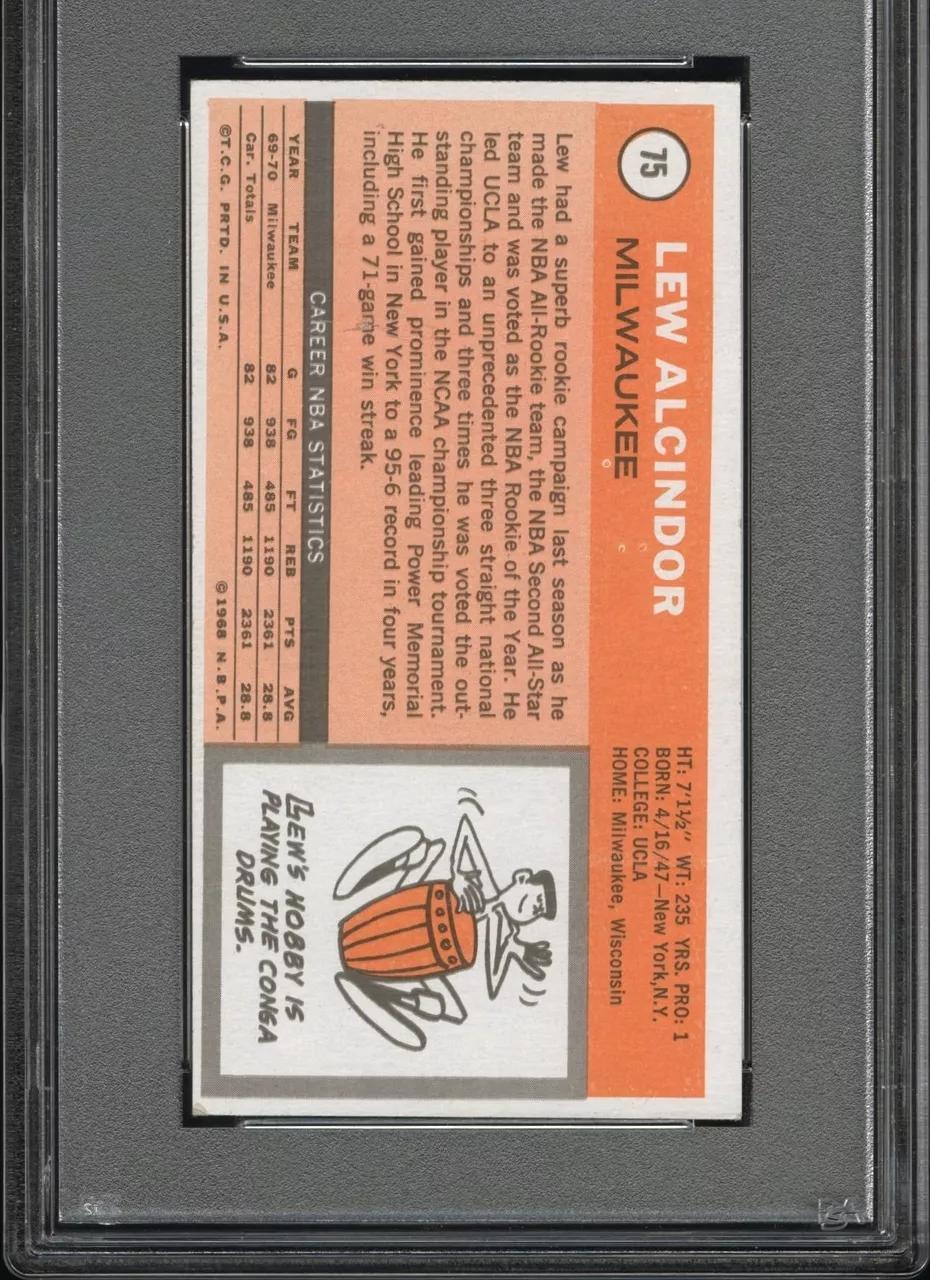 75
LEW ALCINDOR
MILWAUKEE
HT: 7'1½" WT: 235 YRS. PRO: 1
BORN: 4/16/47—New York, N.Y.
COLLEGE: UCLA
HOME: Milwaukee, Wisconsin
Lew had a superb rookie campaign last season as he
made the NBA All-Rookie team, the NBA Second All-Star
team and was voted as the NBA Rookie of the Year. He
led UCLA to an unprecedented three straight national
championships and three times he was voted the out-
standing player in the NCAA championship tournament.
He first gained prominence leading Power Memorial
High School in New York to a 95-6 record in four years,
including a 71-game win streak.
CAREER NBA STATISTICS
YEAR TEAM G FG FT REB PTS AVG
69-70 Milwaukee 82 938 485 1190 2361 28.8
Car. Totals 82 938 485 1190 2361 28.8
©T.C.G. PRTD. IN U.S.A. ©1968 N.B.P.A.
LEW'S HOBBY IS
PLAYING THE CONGA
DRUMS.